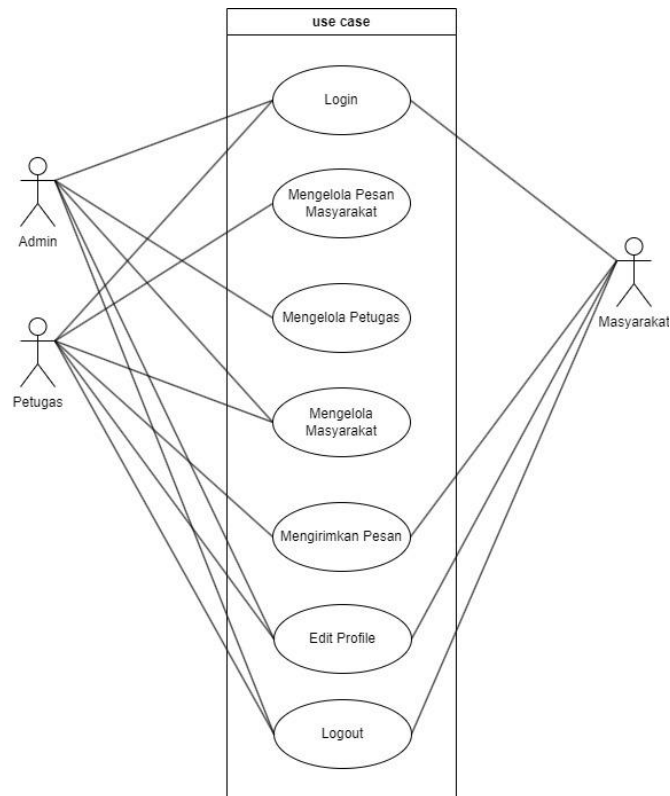 use case
Login
Mengelola Pesan
Masyarakat
Admin
Masyarakat
Mengelola Petugas
Petugas
Mengelola
Masyarakat
Mengirimkan Pesan
Edit Profile
Logout